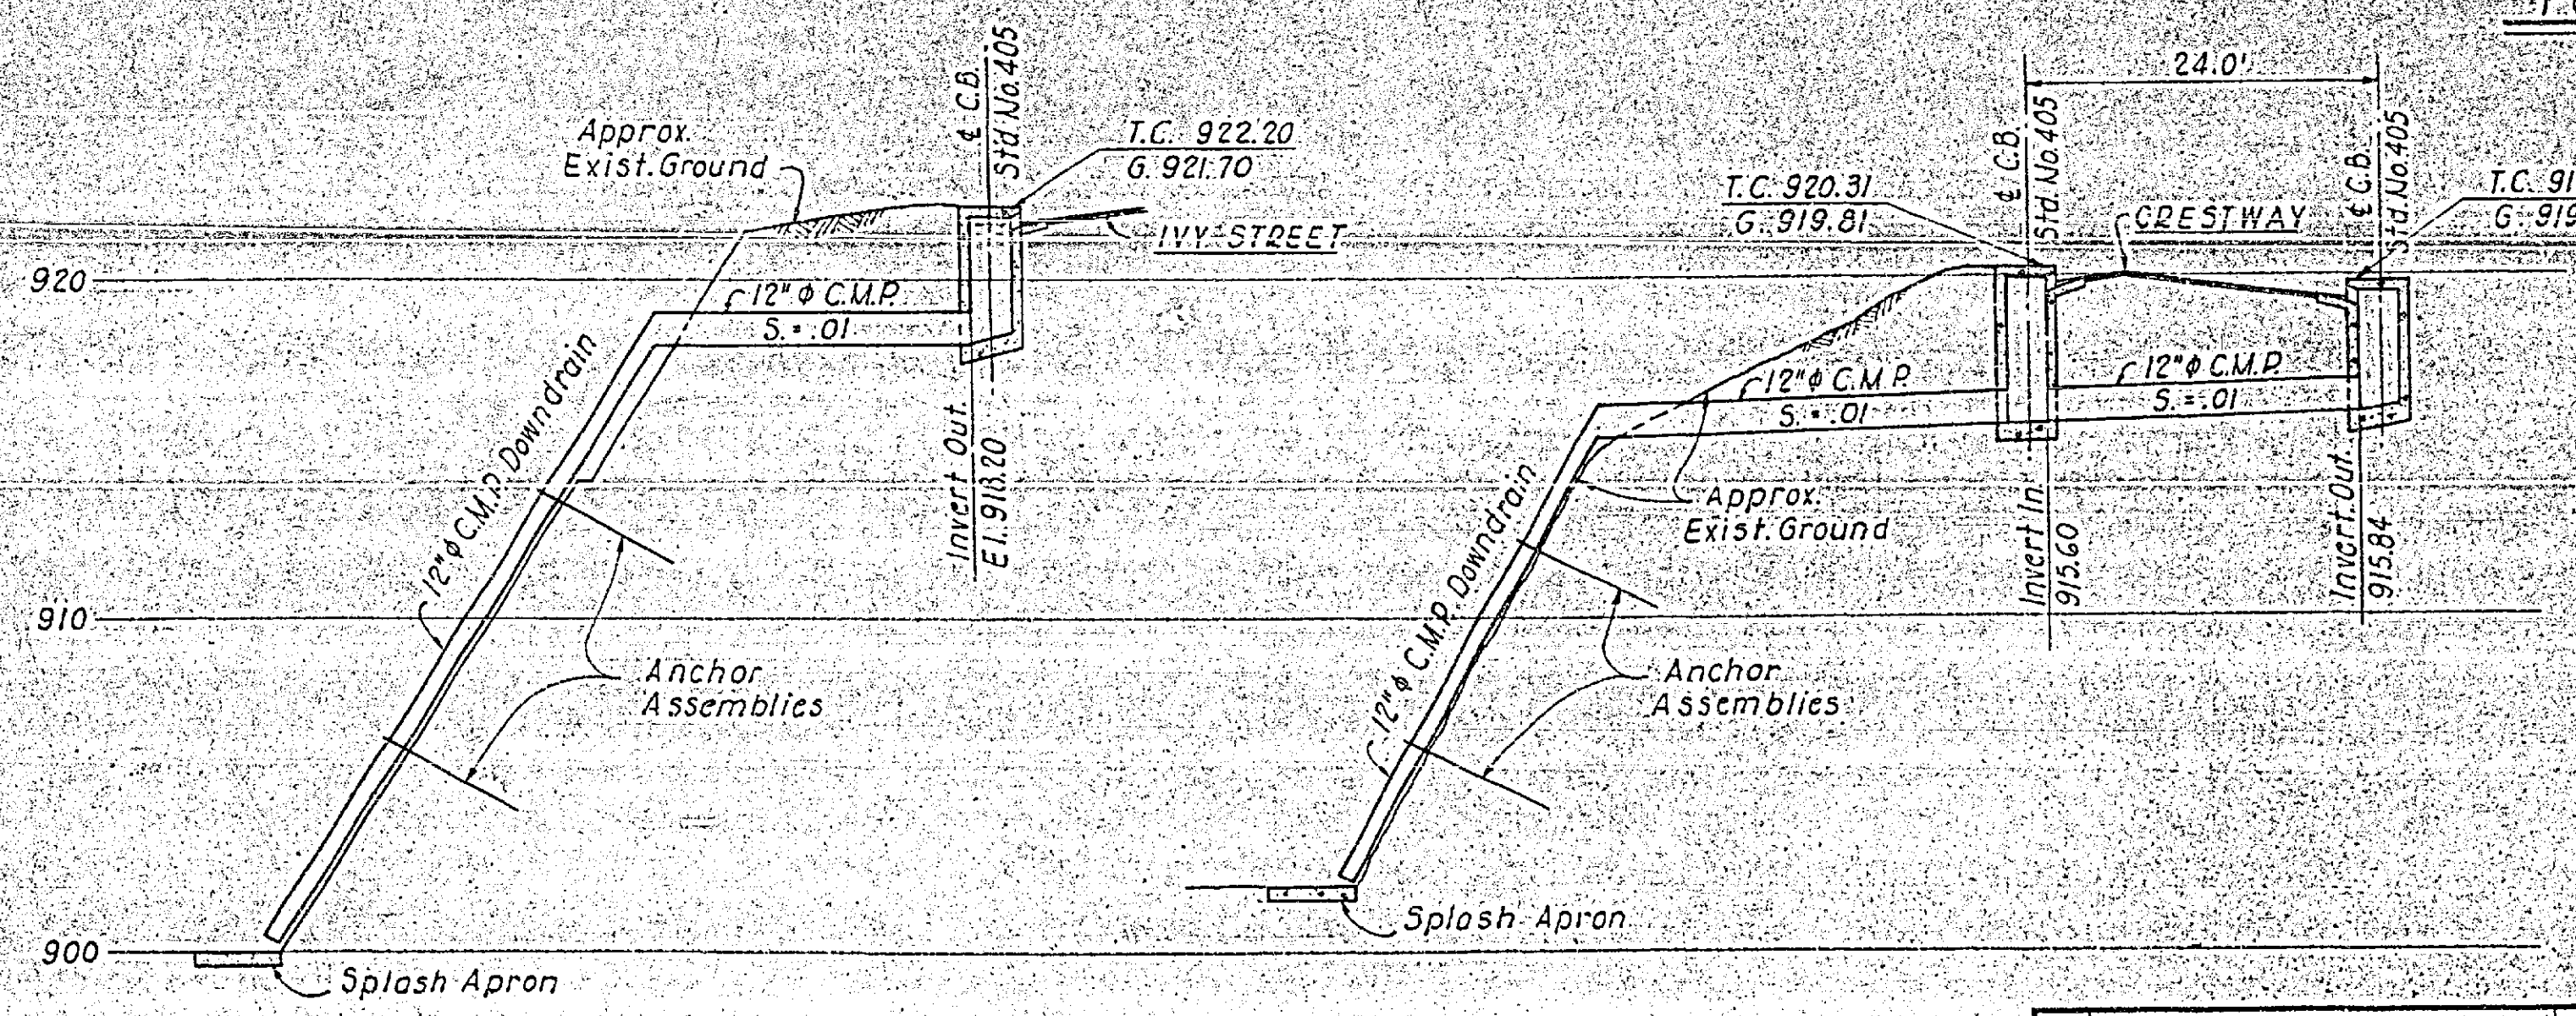 Approx.
Exist. Ground
℄ C.B.
Std No. 405
T.C. 922.20
G. 921.70
IVY STREET
920
12" φ C.M.P.
S. = .01
12" φ C.M.P. Downdrain
Invert Out.
El. 918.20
910
Anchor
Assemblies
900
Splash Apron
24.0'
T.C. 920.31
G. 919.81
℄ C.B.
Std. No. 405
CRESTWAY
℄ C.B.
Std. No. 405
T.C. 91
G. 919
12" φ C.M.P.
S. = .01
12" φ C.M.P.
S. = .01
Approx.
Exist. Ground
12" φ C.M.P. Downdrain
Invert In.
915.60
Invert Out.
915.84
Anchor
Assemblies
Splash Apron